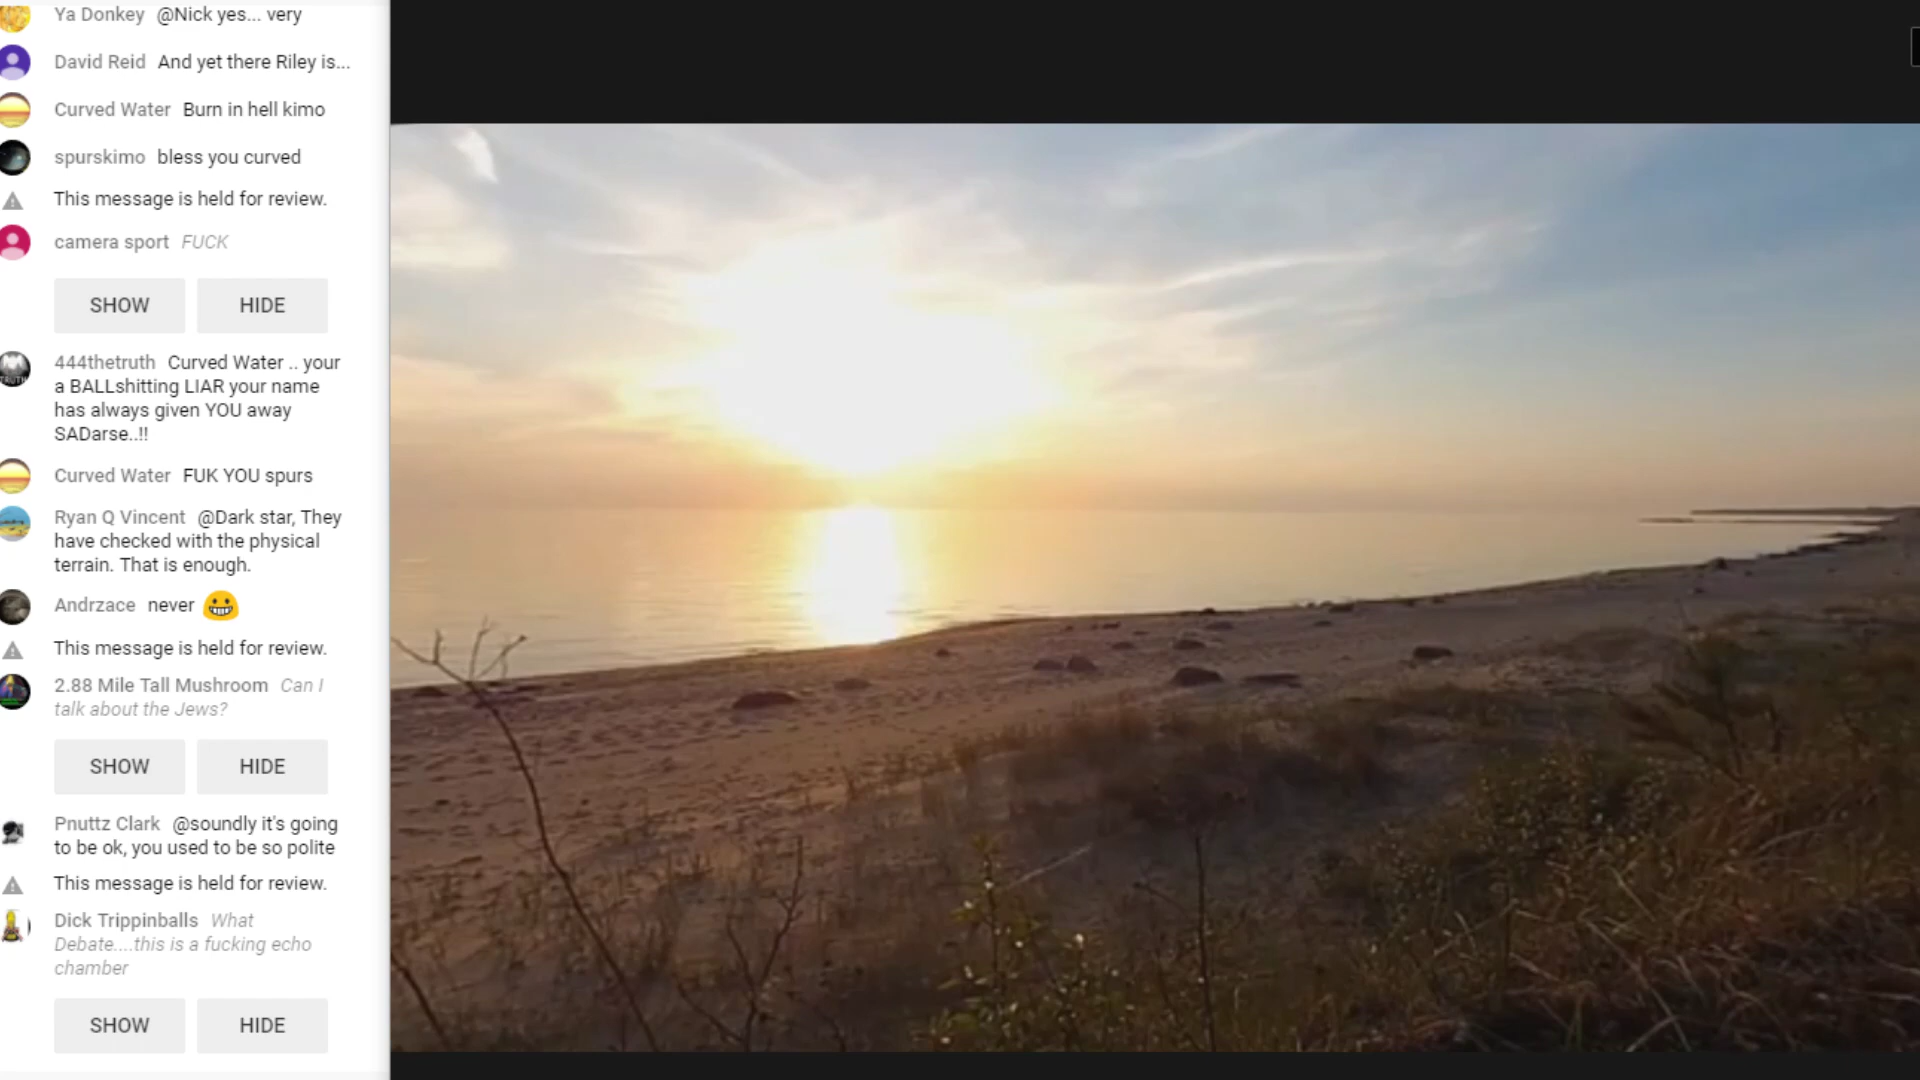 Ya Donkey @Nick yes... very
David Reid And yet there Riley is...
Curved Water Burn in hell kimo
spurskimo bless you curved
This message is held for review.
camera sport FUCK
SHOW HIDE
444thetruth Curved Water .. your
a BALLshitting LIAR your name
has always given YOU away
SADarse..!!
Curved Water FUK YOU spurs
Ryan Q Vincent @Dark star, They
have checked with the physical
terrain. That is enough.
Andrzace never 😬
This message is held for review.
2.88 Mile Tall Mushroom Can I
talk about the Jews?
SHOW HIDE
Pnuttz Clark @soundly it's going
to be ok, you used to be so polite
This message is held for review.
Dick Trippinballs What
Debate....this is a fucking echo
chamber
SHOW HIDE